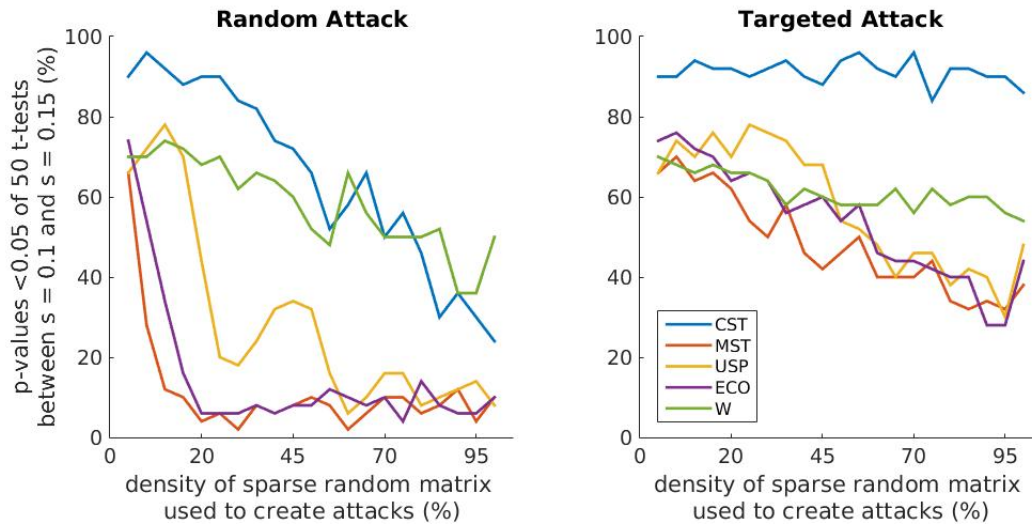 Random Attack
p-values <0.05 of 50 t-tests
between s = 0.1 and s = 0.15 (%)
100
80
60
40
20
0
0
20
45
70
95
density of sparse random matrix
used to create attacks (%)
Targeted Attack
100
80
60
40
20
0
CST
MST
USP
ECO
W
0
20
45
70
95
density of sparse random matrix
used to create attacks (%)